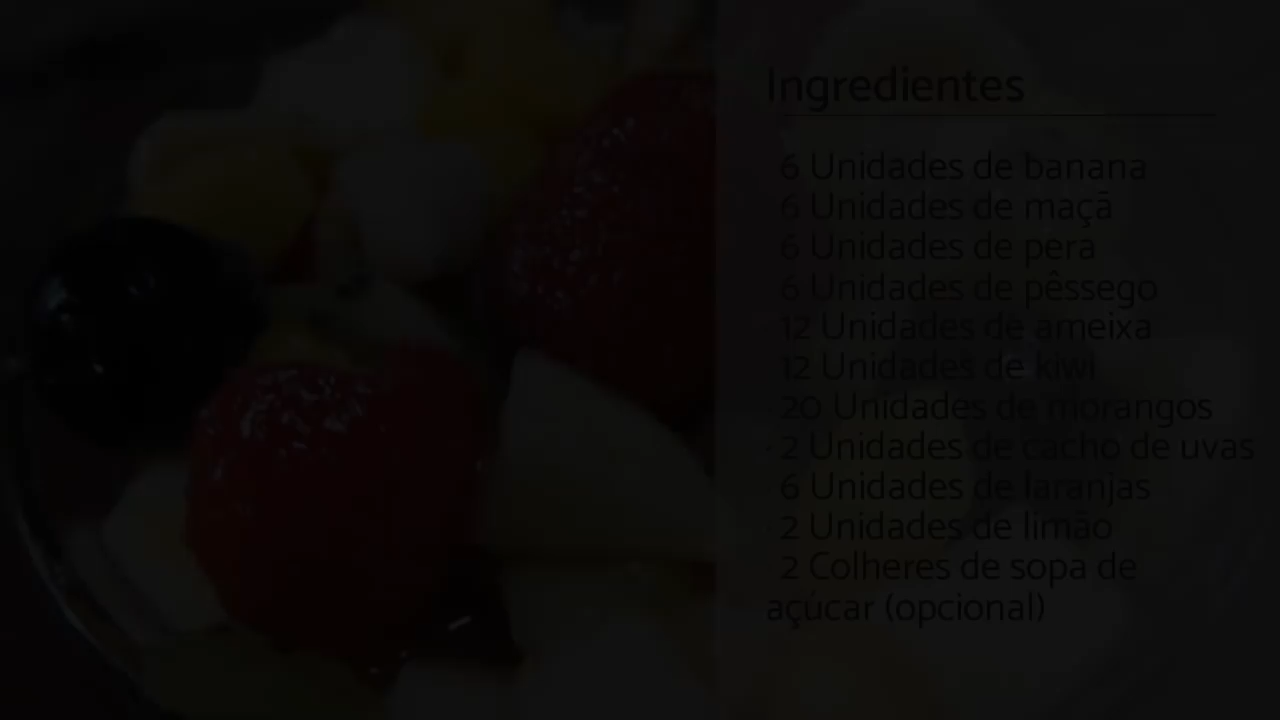 Ingredientes
6 Unidades de banana
6 Unidades de maçã
6 Unidades de pera
6 Unidades de pêssego
12 Unidades de ameixa
12 Unidades de kiwi
20 Unidades de morangos
2 Unidades de cacho de uvas
6 Unidades de laranjas
2 Unidades de limão
2 Colheres de sopa de
açúcar (opcional)